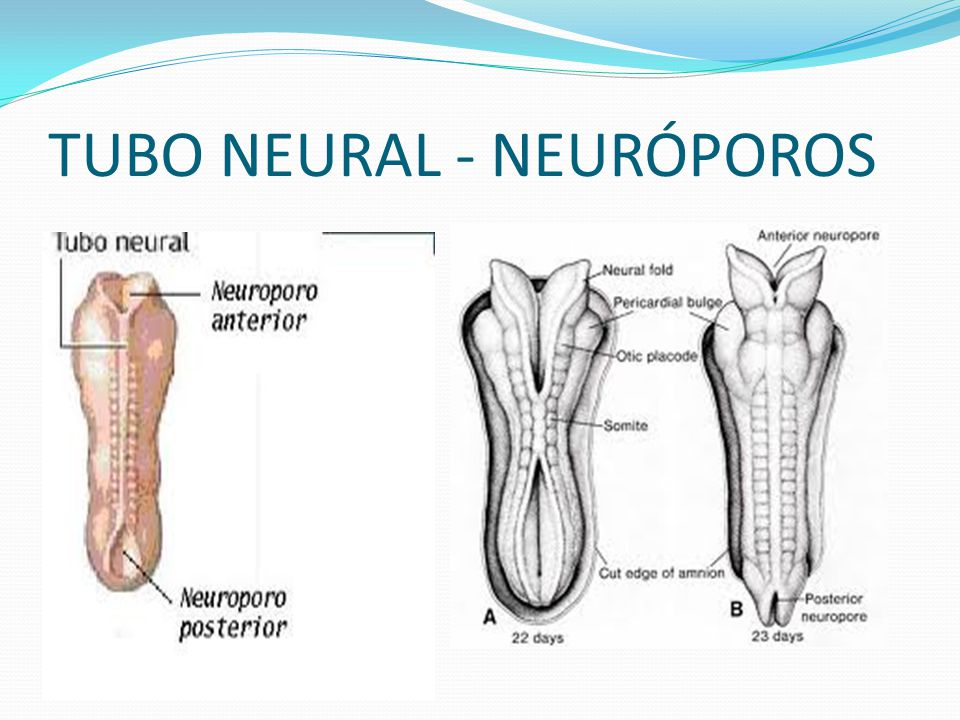 TUBO NEURAL - NEURÓPOROS
Tubo neural
Neuroporo
anterior
Neuroporo
posterior
Anterior neuropore
Neural fold
Pericardial bulge
Otic placode
Somite
Cut edge of amnion
Posterior
neuropore
A
22 days
B
23 days